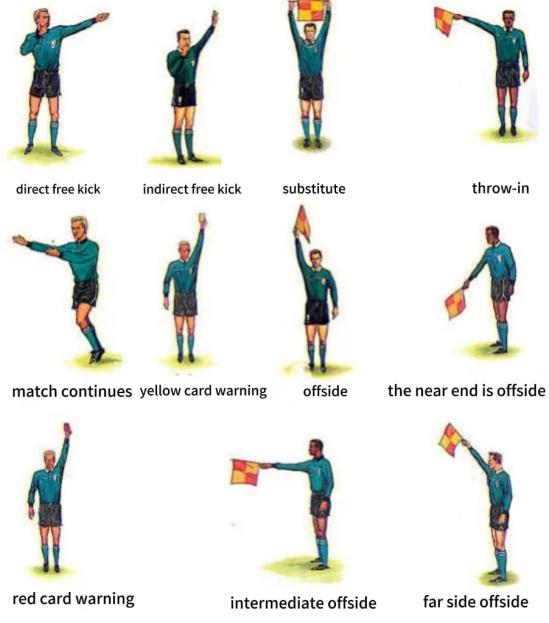 direct free kick
indirect free kick
substitute
throw-in
match continues
yellow card warning
offside
the near end is offside
red card warning
intermediate offside
far side offside